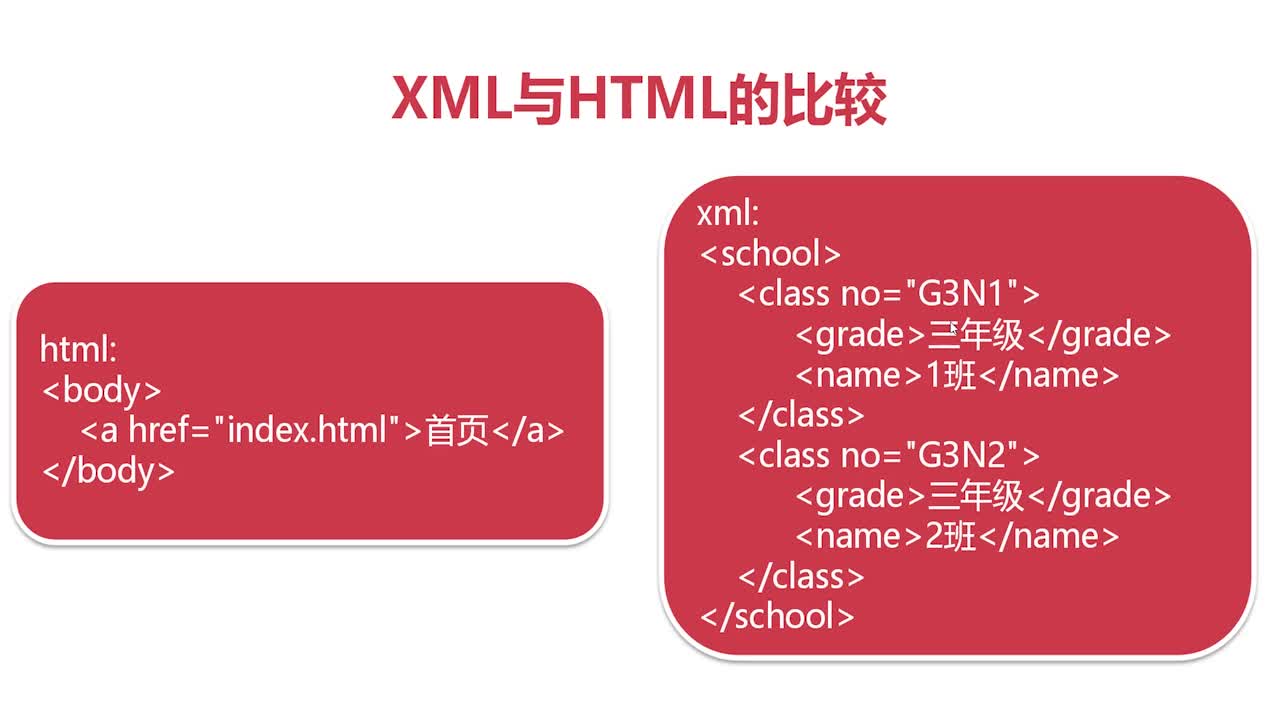 XML与HTML的比较
html:
<body>
<a href="index.html">首页</a>
</body>
xml:
<school>
<class no="G3N1">
<grade>三年级</grade>
<name>1班</name>
</class>
<class no="G3N2">
<grade>三年级</grade>
<name>2班</name>
</class>
</school>